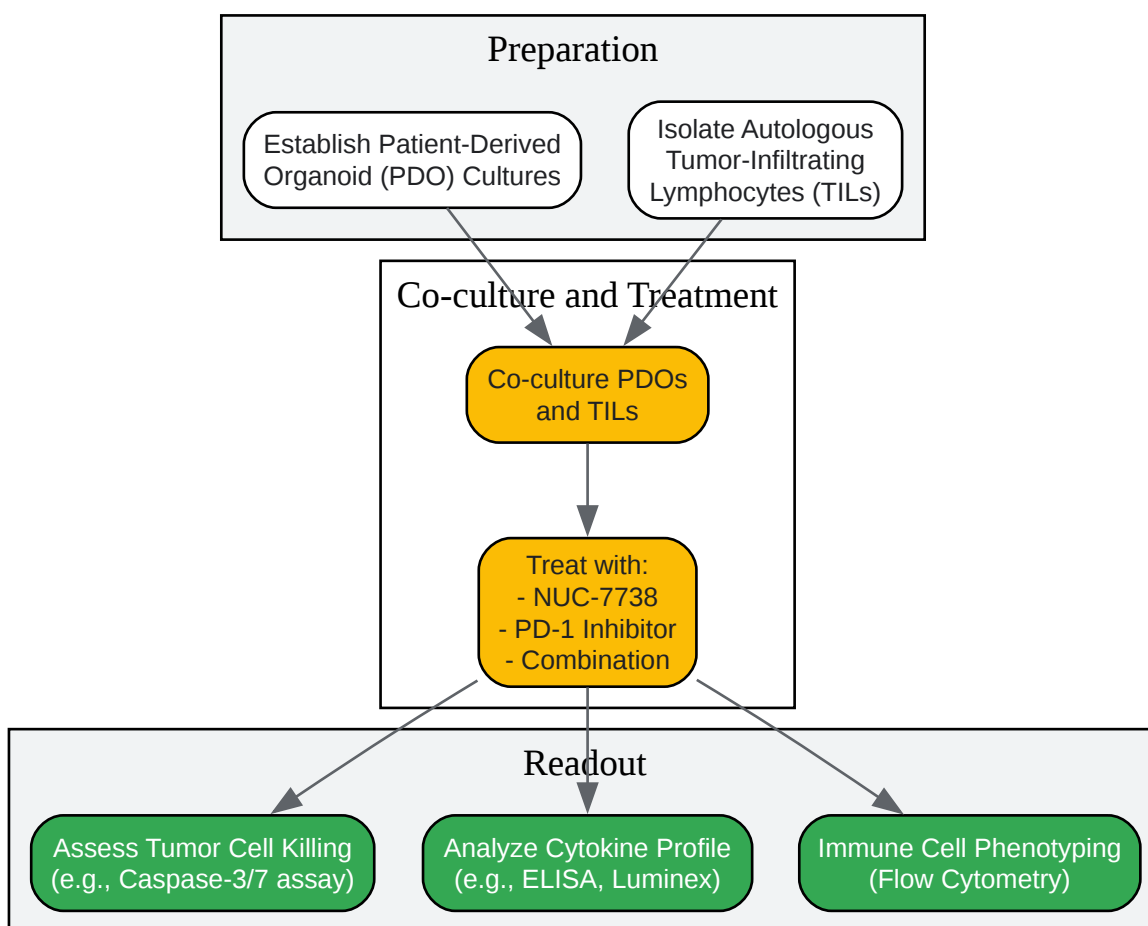 Preparation
Establish Patient-Derived
Organoid (PDO) Cultures
Isolate Autologous
Tumor-Infiltrating
Lymphocytes (TILs)
Co-culture and Treatment
Co-culture PDOs
and TILs
Treat with:
- NUC-7738
- PD-1 Inhibitor
- Combination
Readout
Assess Tumor Cell Killing
(e.g., Caspase-3/7 assay)
Analyze Cytokine Profile
(e.g., ELISA, Luminex)
Immune Cell Phenotyping
(Flow Cytometry)